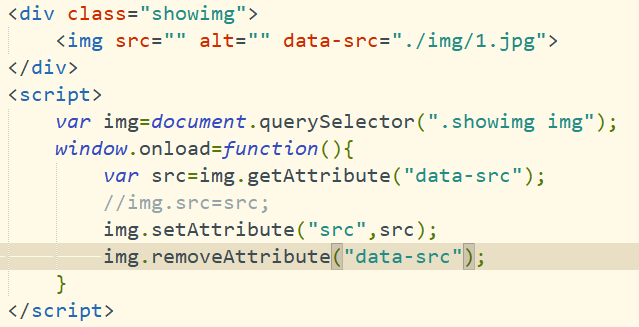 <div class="showimg">
    <img src="" alt="" data-src="./img/1.jpg">
</div>
<script>
    var img=document.querySelector(".showimg img");
    window.onload=function(){
        var src=img.getAttribute("data-src");
        //img.src=src;
        img.setAttribute("src",src);
        img.removeAttribute("data-src");
    }
</script>